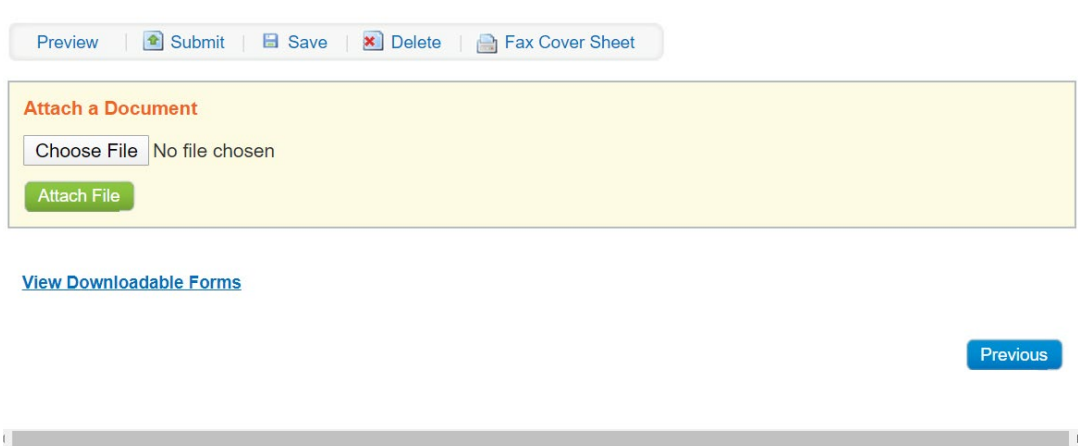 Preview | Submit | Save | Delete | Fax Cover Sheet
Attach a Document
Choose File No file chosen
Attach File
View Downloadable Forms
Previous